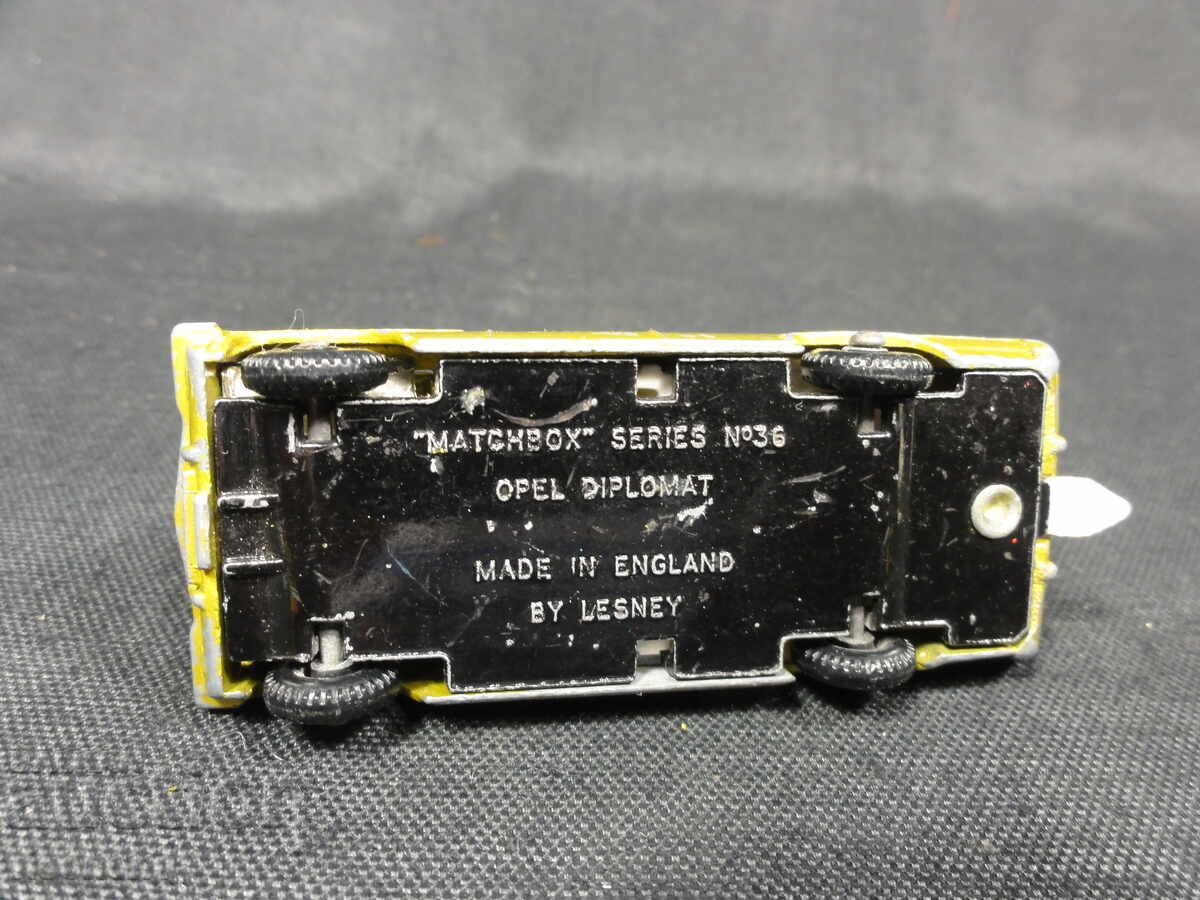 "MATCHBOX" SERIES Nº36
OPEL DIPLOMAT
MADE IN ENGLAND
BY LESNEY